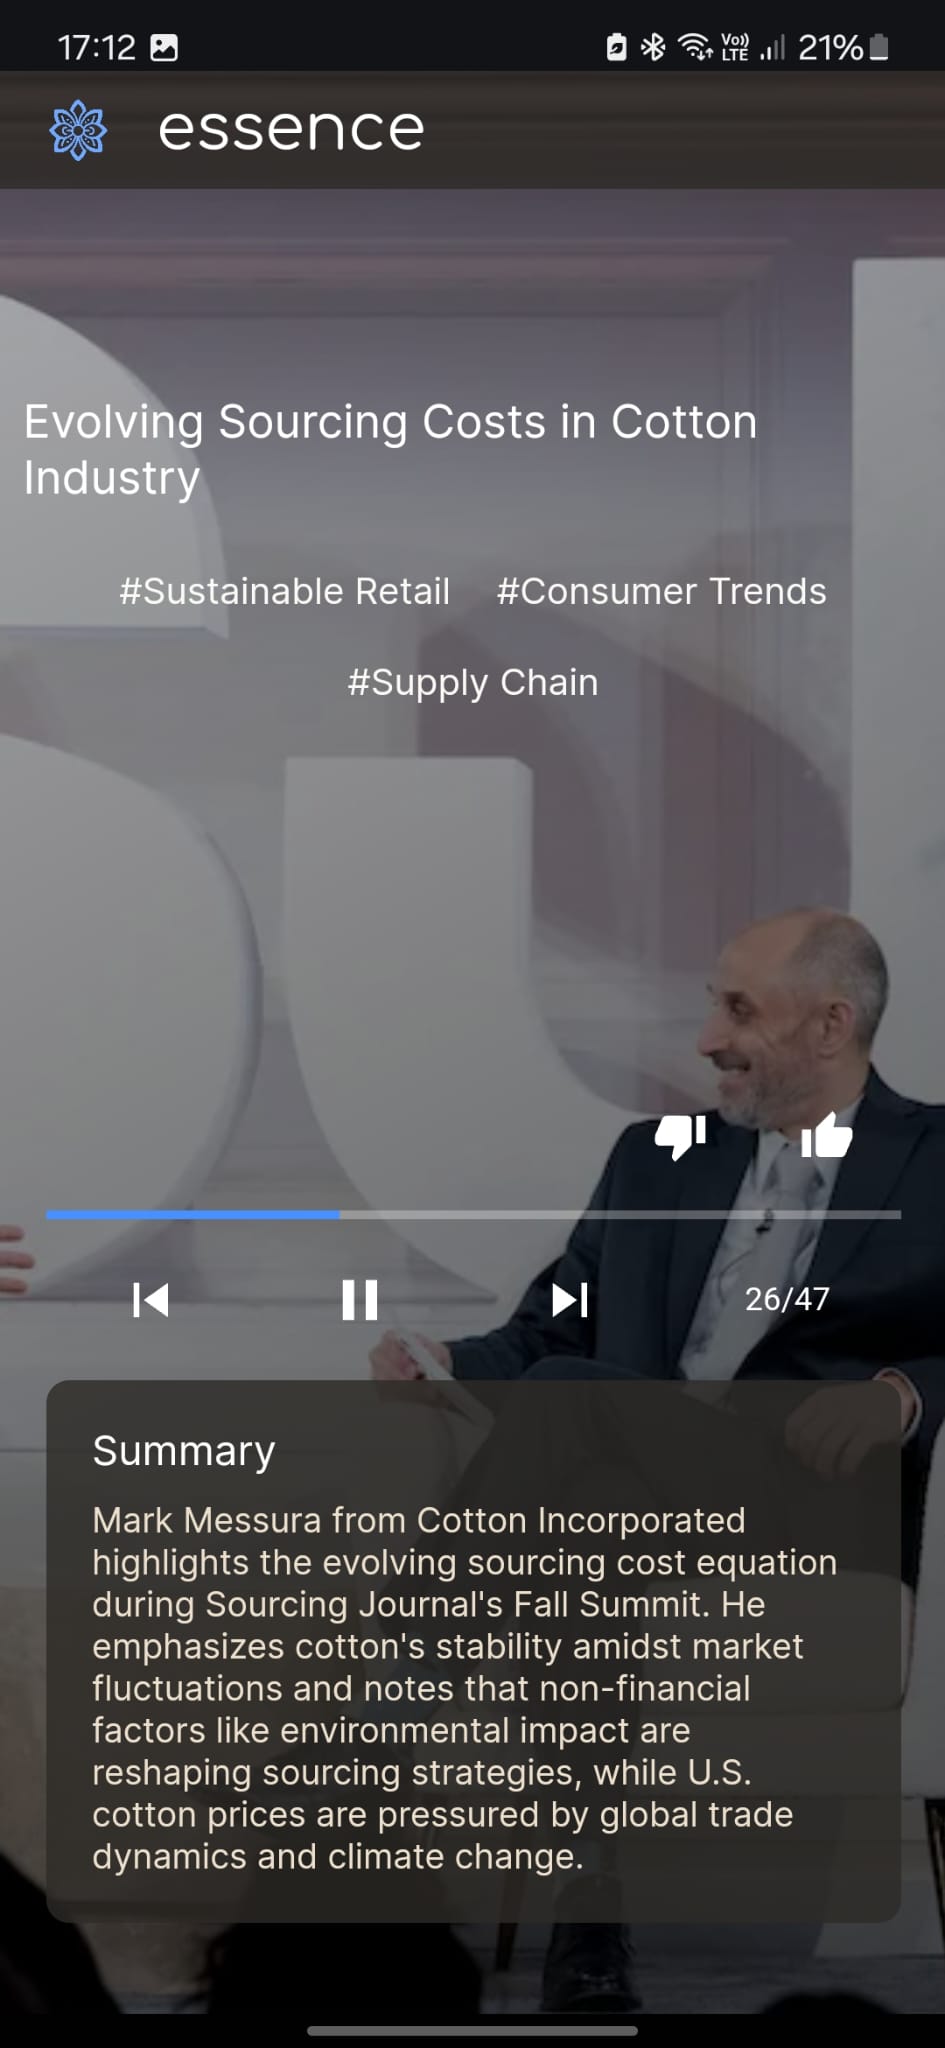 17:12
Vo)) LTE
21%
essence
Evolving Sourcing Costs in Cotton
Industry
#Sustainable Retail #Consumer Trends
#Supply Chain
26/47
Summary
Mark Messura from Cotton Incorporated
highlights the evolving sourcing cost equation
during Sourcing Journal's Fall Summit. He
emphasizes cotton's stability amidst market
fluctuations and notes that non-financial
factors like environmental impact are
reshaping sourcing strategies, while U.S.
cotton prices are pressured by global trade
dynamics and climate change.